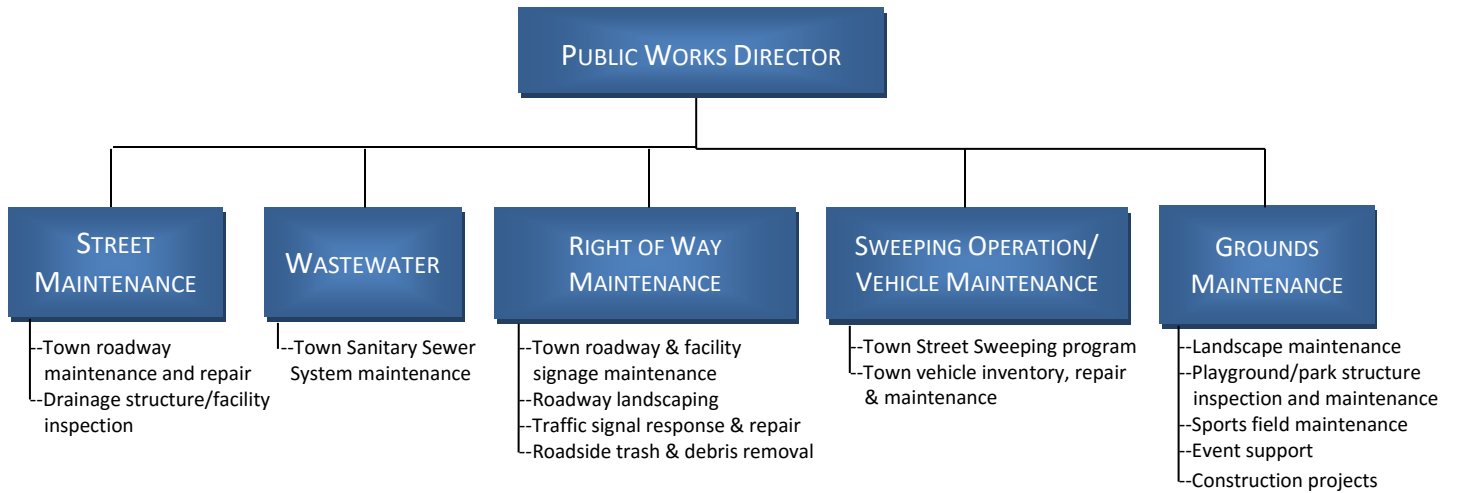 PUBLIC WORKS DIRECTOR
STREET
MAINTENANCE
--Town roadway
maintenance and repair
--Drainage structure/facility
inspection
WASTEWATER
--Town Sanitary Sewer
System maintenance
RIGHT OF WAY
MAINTENANCE
--Town roadway & facility
signage maintenance
--Roadway landscaping
--Traffic signal response & repair
--Roadside trash & debris removal
SWEEPING OPERATION/
VEHICLE MAINTENANCE
--Town Street Sweeping program
--Town vehicle inventory, repair
& maintenance
GROUNDS
MAINTENANCE
--Landscape maintenance
--Playground/park structure
inspection and maintenance
--Sports field maintenance
--Event support
--Construction projects